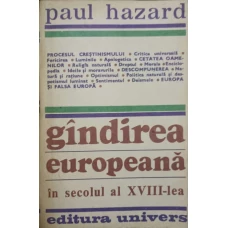 paul hazard
PROCESUL CREȘTINISMULUI • Critica universală •
Fericirea • Luminile • Apologetica • CETATEA OAME-
NILOR • Religia naturală • Dreptul • Morala • Enciclo-
pedia • Ideile și moravurile • DESCOMPUNEREA • Na-
tură și rațiune • Optimismul • Politica naturală și des-
potismul luminat • Sentimentul • Deismele • EUROPA
ȘI FALSA EUROPĂ •
gîndirea
europeană
în secolul al XVIII-lea
editura univers